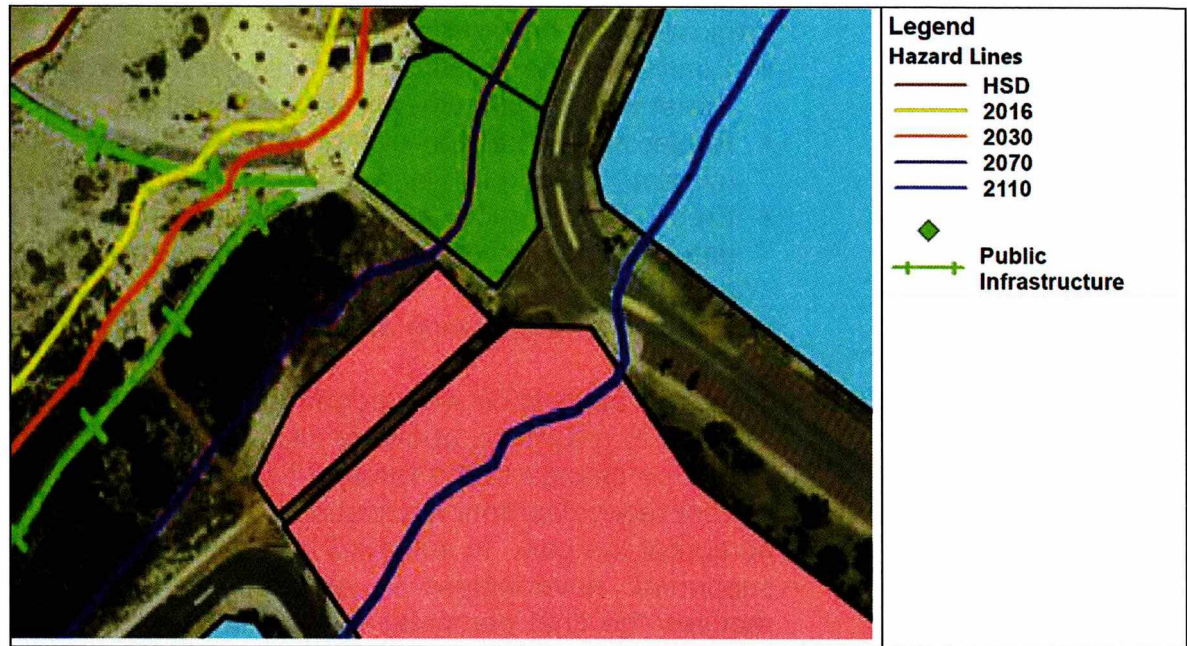 Legend
Hazard Lines
HSD
2016
2030
2070
2110
Public
Infrastructure